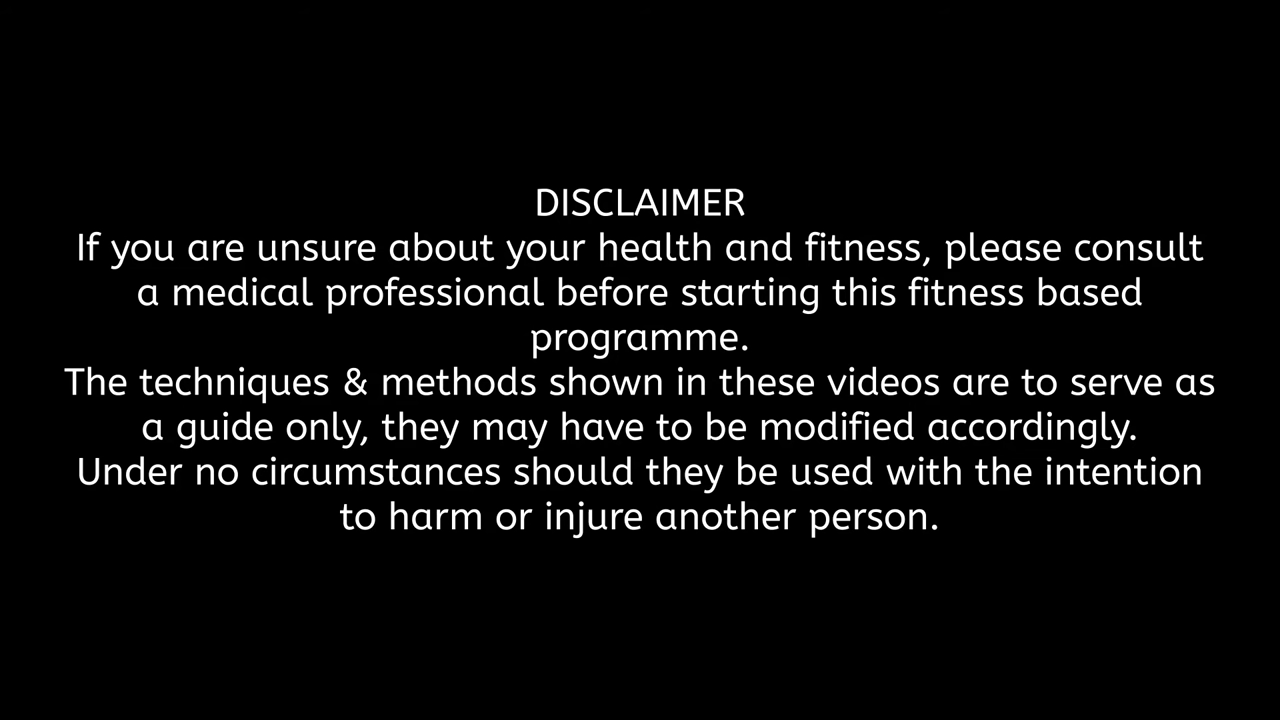 DISCLAIMER
If you are unsure about your health and fitness, please consult
a medical professional before starting this fitness based
programme.
The techniques & methods shown in these videos are to serve as
a guide only, they may have to be modified accordingly.
Under no circumstances should they be used with the intention
to harm or injure another person.